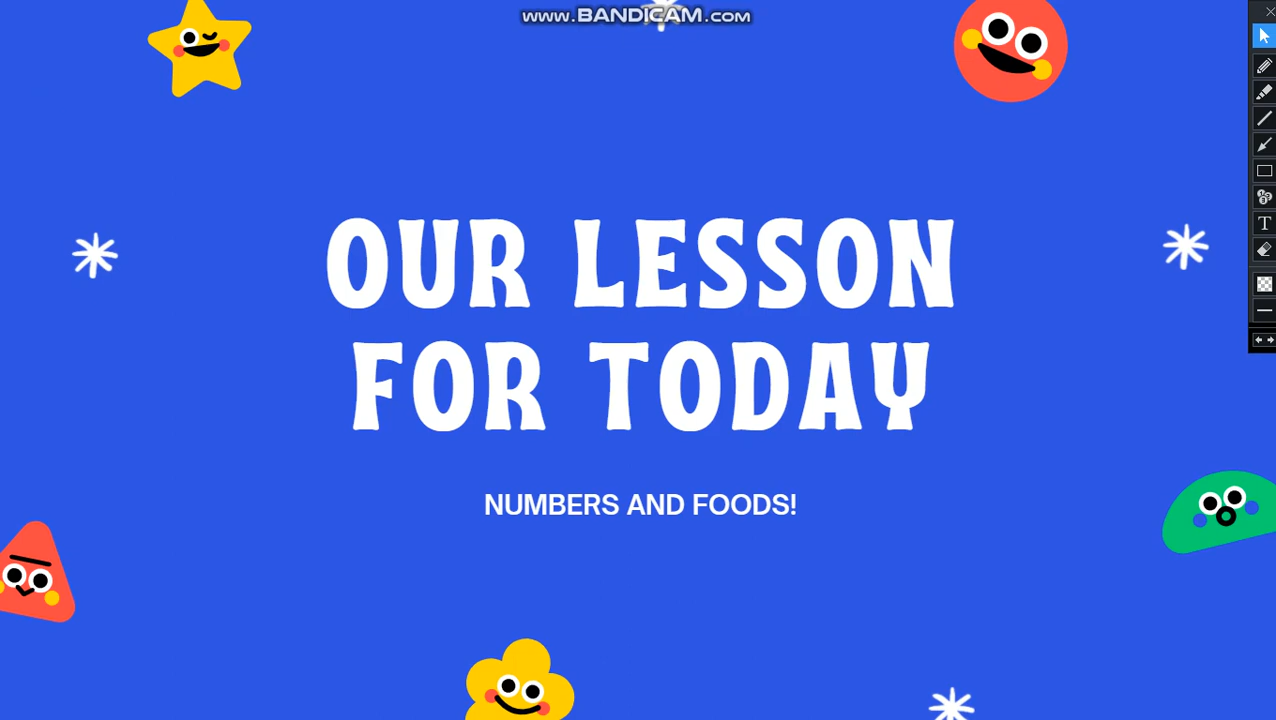 www.BANDICAM.com
OUR LESSON
FOR TODAY
NUMBERS AND FOODS!
T